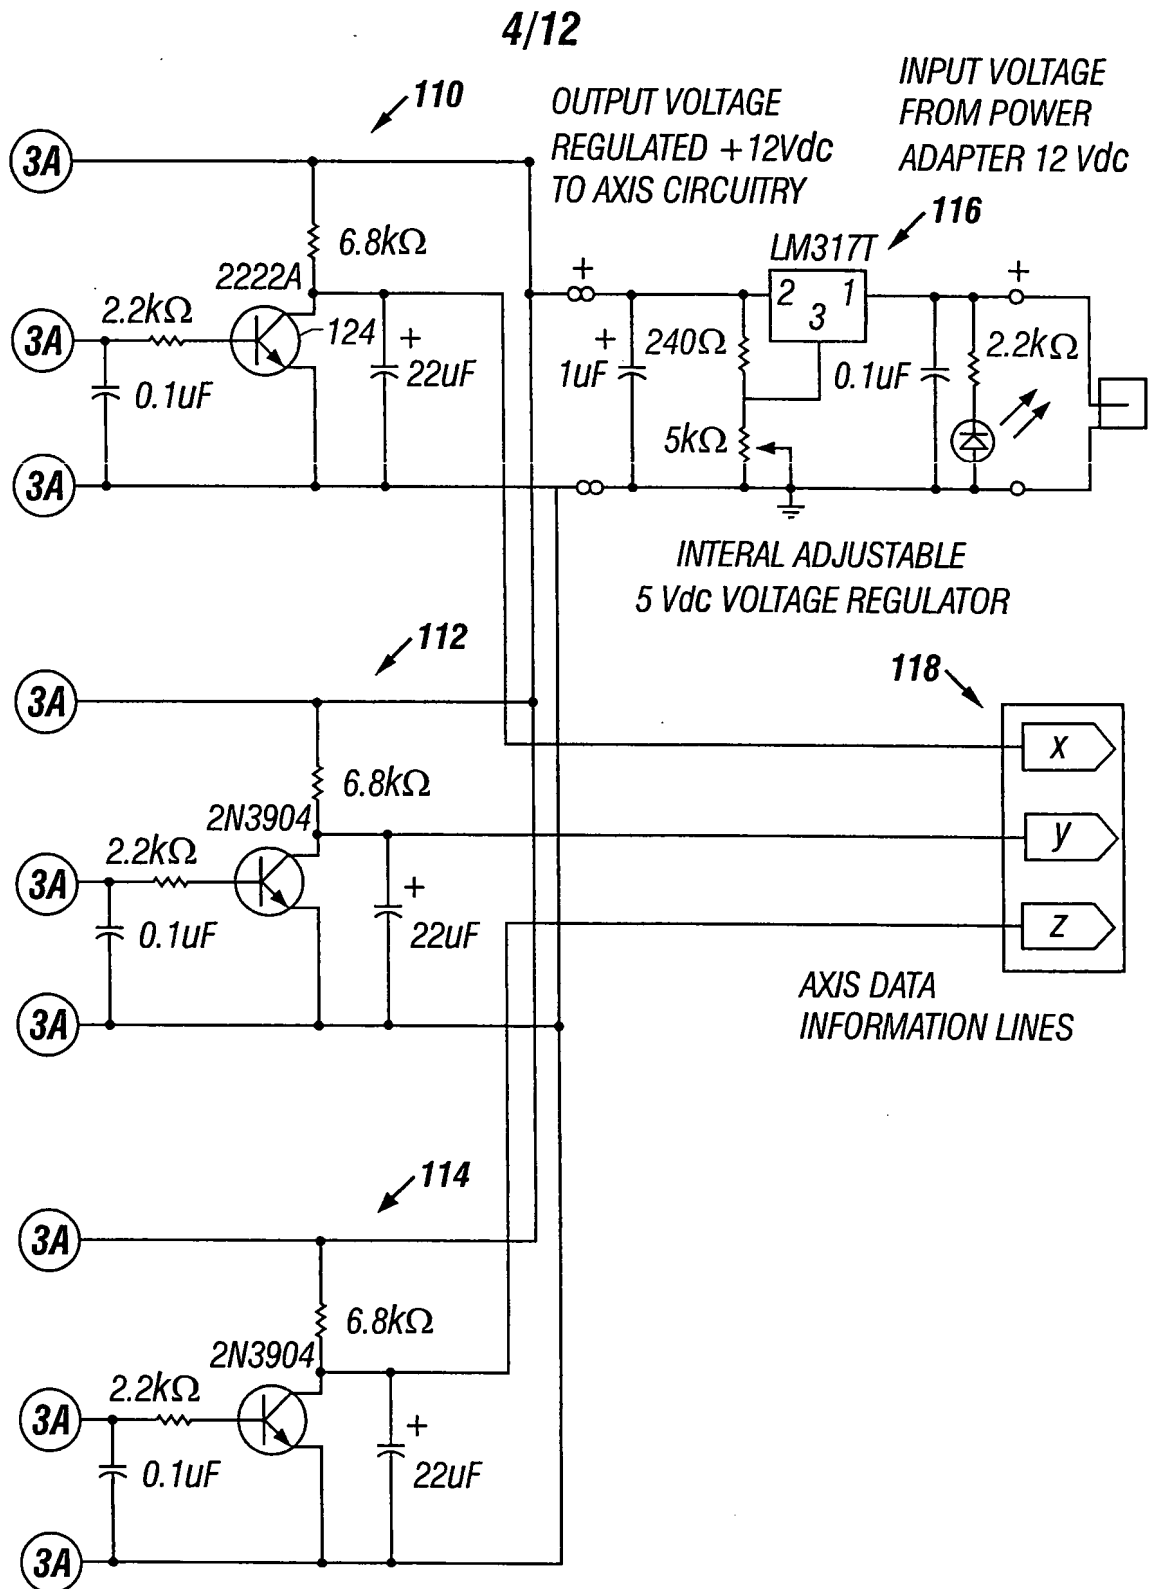 4/12
110
OUTPUT VOLTAGE
REGULATED +12Vdc
TO AXIS CIRCUITRY
INPUT VOLTAGE
FROM POWER
ADAPTER 12 Vdc
3A
6.8kΩ
2222A
2.2kΩ
3A
124
+
22uF
0.1uF
3A
116
LM317T
+
2 1
3
+
+
1uF
240Ω
5kΩ
0.1uF
2.2kΩ
INTERAL ADJUSTABLE
5 Vdc VOLTAGE REGULATOR
112
3A
6.8kΩ
2N3904
2.2kΩ
3A
+
22uF
0.1uF
3A
118
x
y
z
AXIS DATA
INFORMATION LINES
114
3A
6.8kΩ
2N3904
2.2kΩ
3A
+
22uF
0.1uF
3A